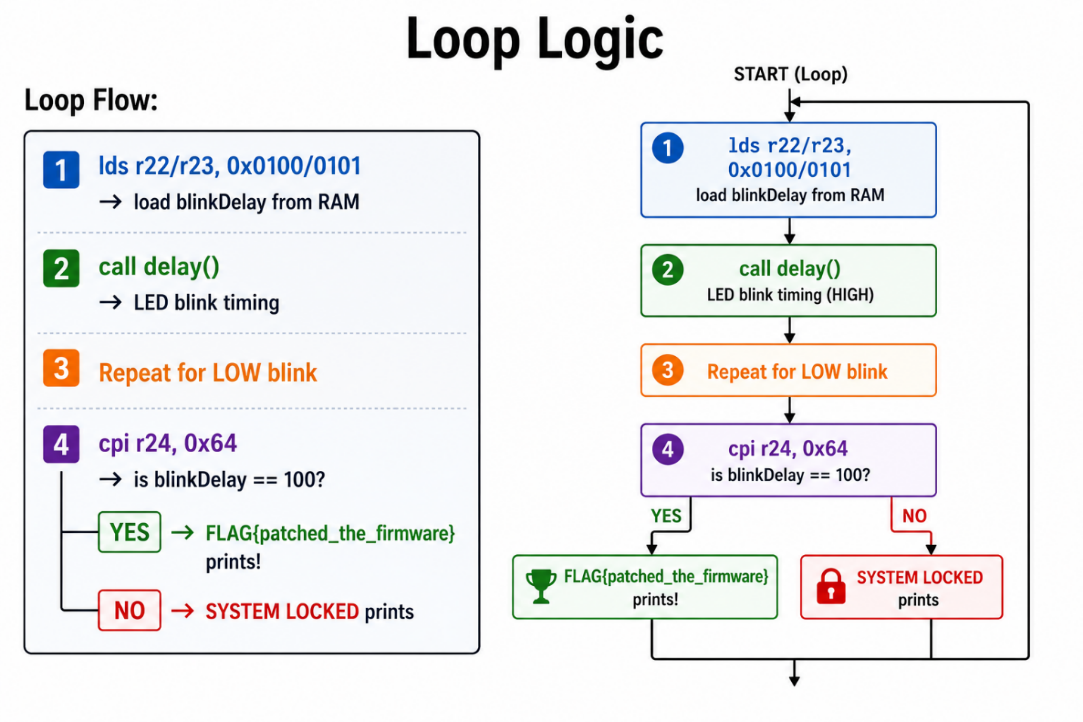 Loop Logic
Loop Flow:
1
lds r22/r23, 0x0100/0101
→ load blinkDelay from RAM
2
call delay()
→ LED blink timing
3
Repeat for LOW blink
4
cpi r24, 0x64
→ is blinkDelay == 100?
YES → FLAG{patched_the_firmware}
prints!
NO → SYSTEM LOCKED prints
START (Loop)
1
lds r22/r23,
0x0100/0101
load blinkDelay from RAM
2
call delay()
LED blink timing (HIGH)
3
Repeat for LOW blink
4
cpi r24, 0x64
is blinkDelay == 100?
YES
NO
FLAG{patched_the_firmware}
prints!
SYSTEM LOCKED
prints